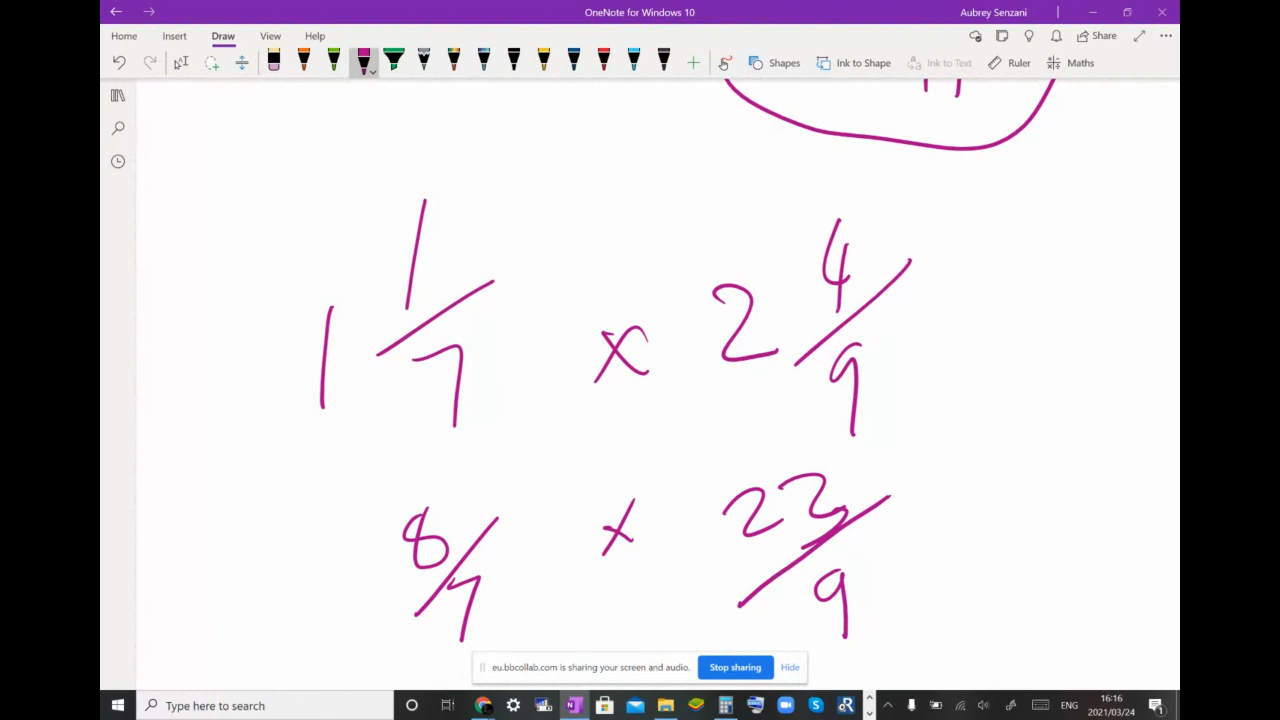 OneNote for Windows 10
Aubrey Senzani
Home Insert Draw View Help
Share
Shapes Ink to Shape Ink to Text Ruler Maths
1 1/7 x 2 4/9
8/7 x 22/9
eu.bbcollab.com is sharing your screen and audio. Stop sharing Hide
Type here to search
ENG
16:16
2021/03/24